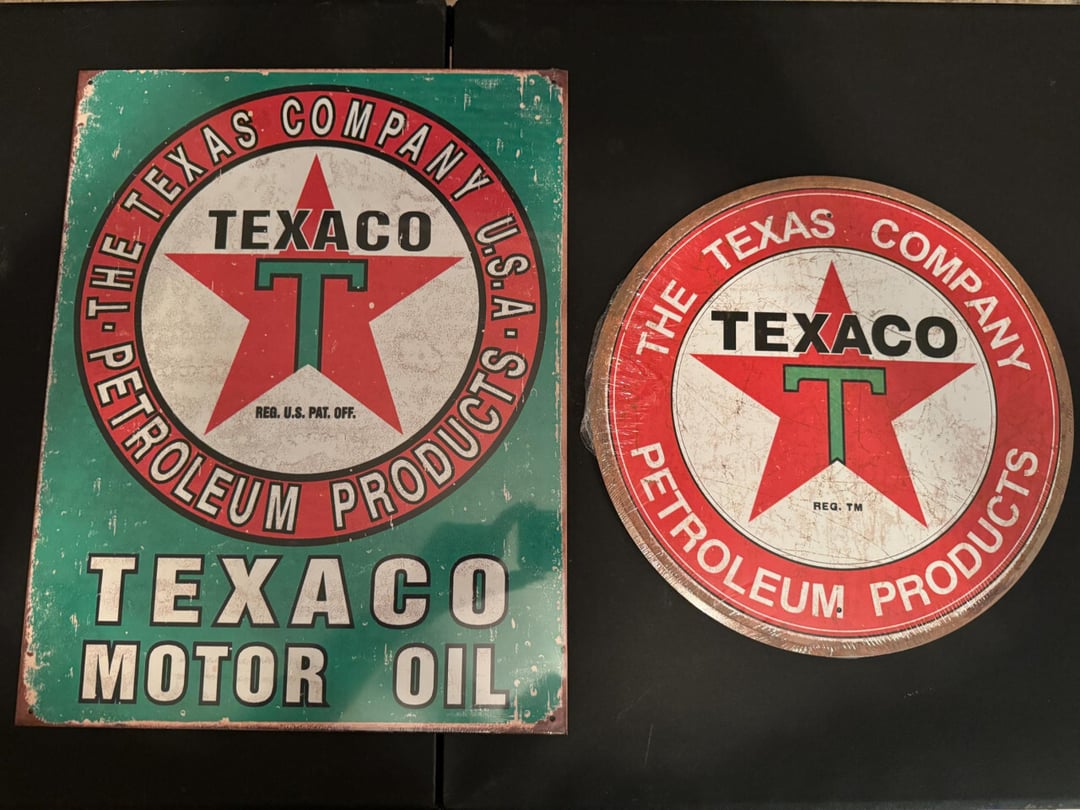 THE TEXAS COMPANY U.S.A.
TEXACO
T
REG. U.S. PAT. OFF.
·PETROLEUM PRODUCTS·
TEXACO
MOTOR OIL
THE TEXAS COMPANY
TEXACO
T
REG. TM
PETROLEUM PRODUCTS